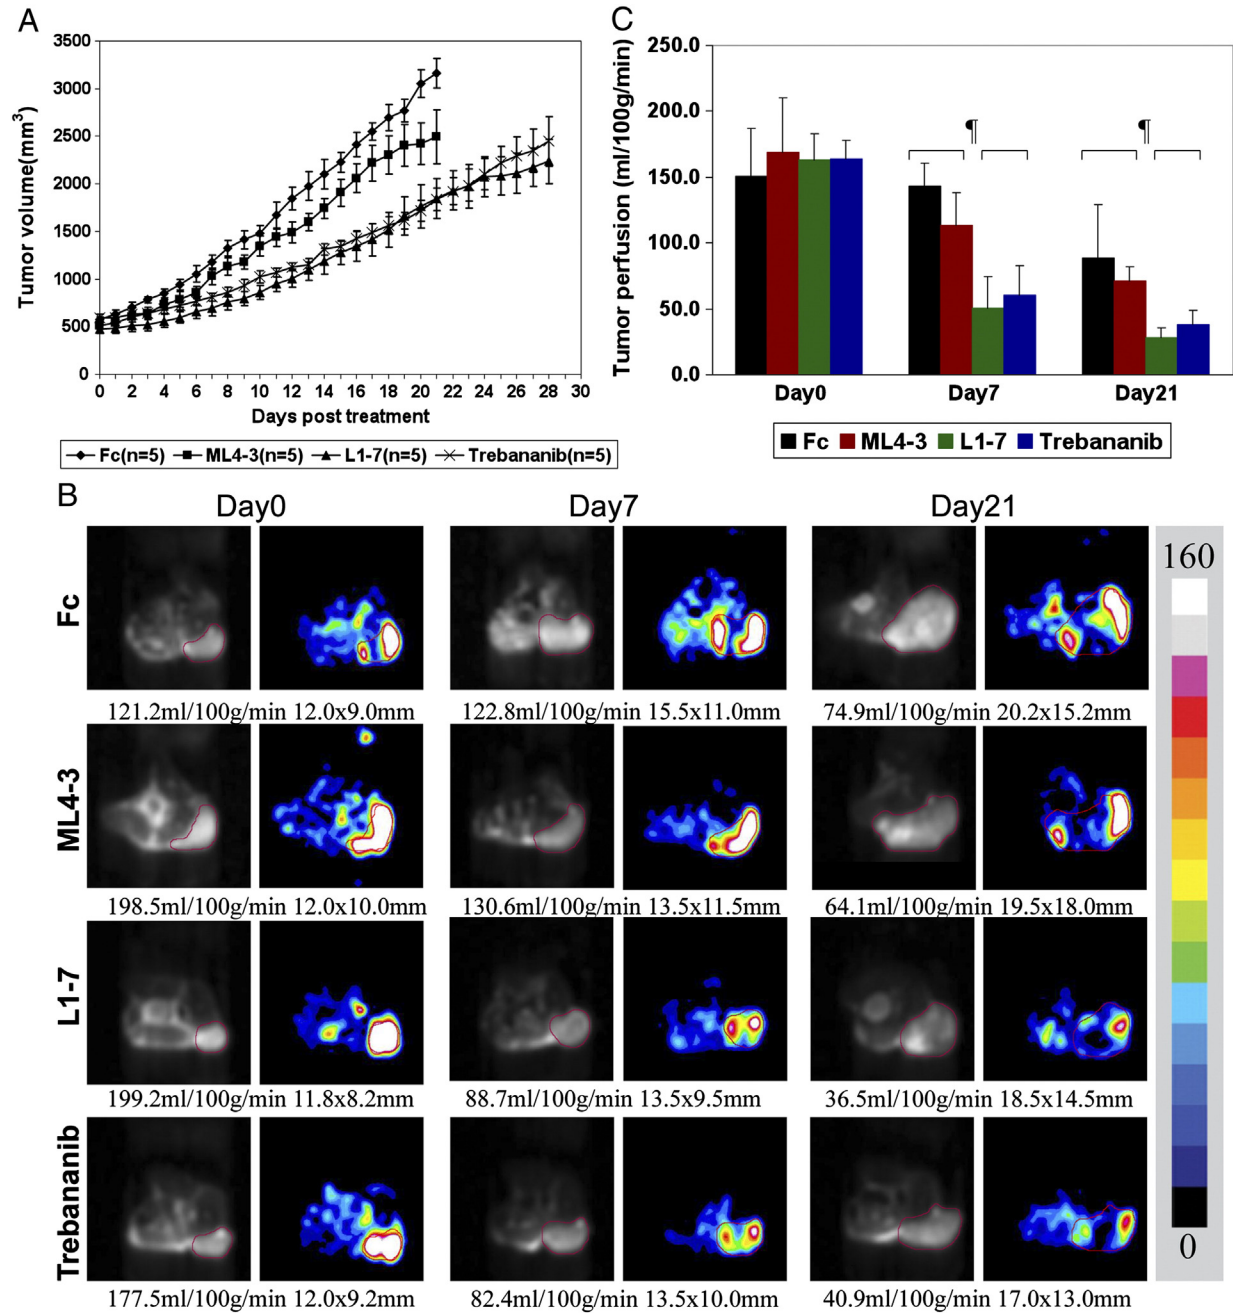 A
3500
3000
2500
2000
1500
1000
500
0
Tumor volume(mm3)
0 2 4 6 8 10 12 14 16 18 20 22 24 26 28 30
Days post treatment
Fc(n=5) ML4-3(n=5) L1-7(n=5) Trebananib(n=5)
C
250.0
200.0
150.0
100.0
50.0
0.0
Tumor perfusion (ml/100g/min)
¶ ¶
Day0 Day7 Day21
Fc ML4-3 L1-7 Trebananib
B
Day0 Day7 Day21
160
Fc
121.2ml/100g/min 12.0x9.0mm 122.8ml/100g/min 15.5x11.0mm 74.9ml/100g/min 20.2x15.2mm
ML4-3
198.5ml/100g/min 12.0x10.0mm 130.6ml/100g/min 13.5x11.5mm 64.1ml/100g/min 19.5x18.0mm
L1-7
199.2ml/100g/min 11.8x8.2mm 88.7ml/100g/min 13.5x9.5mm 36.5ml/100g/min 18.5x14.5mm
Trebananib
0
177.5ml/100g/min 12.0x9.2mm 82.4ml/100g/min 13.5x10.0mm 40.9ml/100g/min 17.0x13.0mm